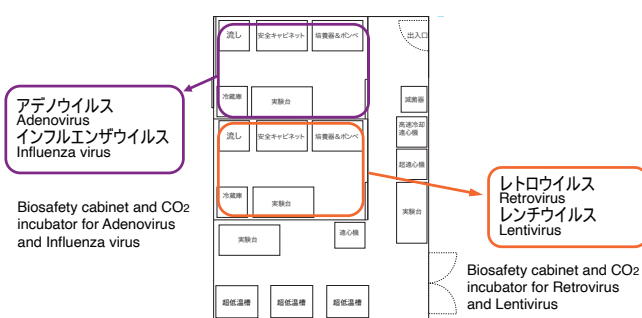 流し
安全キャビネット
培養器&ボンベ
出入口
冷蔵庫
実験台
滅菌器
流し
安全キャビネット
培養器&ボンベ
高速冷却
遠心機
超遠心機
冷蔵庫
実験台
実験台
実験台
遠心機
超低温槽
超低温槽
超低温槽
アデノウイルス
Adenovirus
インフルエンザウイルス
Influenza virus
Biosafety cabinet and CO2
incubator for Adenovirus
and Influenza virus
レトロウイルス
Retrovirus
レンチウイルス
Lentivirus
Biosafety cabinet and CO2
incubator for Retrovirus
and Lentivirus